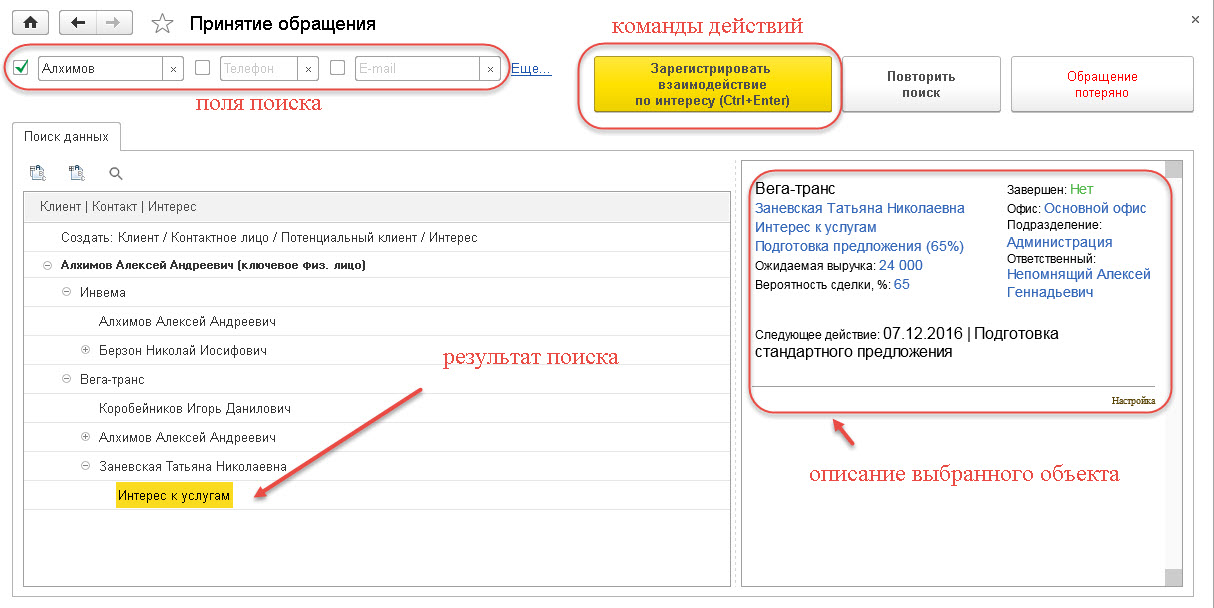 Принятие обращения
команды действий
Алхимов
Телефон
E-mail
Еще...
Зарегистрировать
взаимодействие
по интересу (Ctrl+Enter)
Повторить
поиск
Обращение
потеряно
поля поиска
Поиск данных
Клиент | Контакт | Интерес
Создать: Клиент / Контактное лицо / Потенциальный клиент / Интерес
Алхимов Алексей Андреевич (ключевое физ. лицо)
Инвема
Алхимов Алексей Андреевич
Берзон Николай Иосифович
Вега-транс
Коробейников Игорь Данилович
Алхимов Алексей Андреевич
Заневская Татьяна Николаевна
Интерес к услугам
результат поиска
Вега-транс
Заневская Татьяна Николаевна
Интерес к услугам
Подготовка предложения (65%)
Ожидаемая выручка: 24 000
Вероятность сделки, %: 65
Завершен: Нет
Офис: Основной офис
Подразделение:
Администрация
Ответственный:
Непомнящий Алексей
Геннадьевич
Следующее действие: 07.12.2016 | Подготовка
стандартного предложения
Настройка
описание выбранного объекта